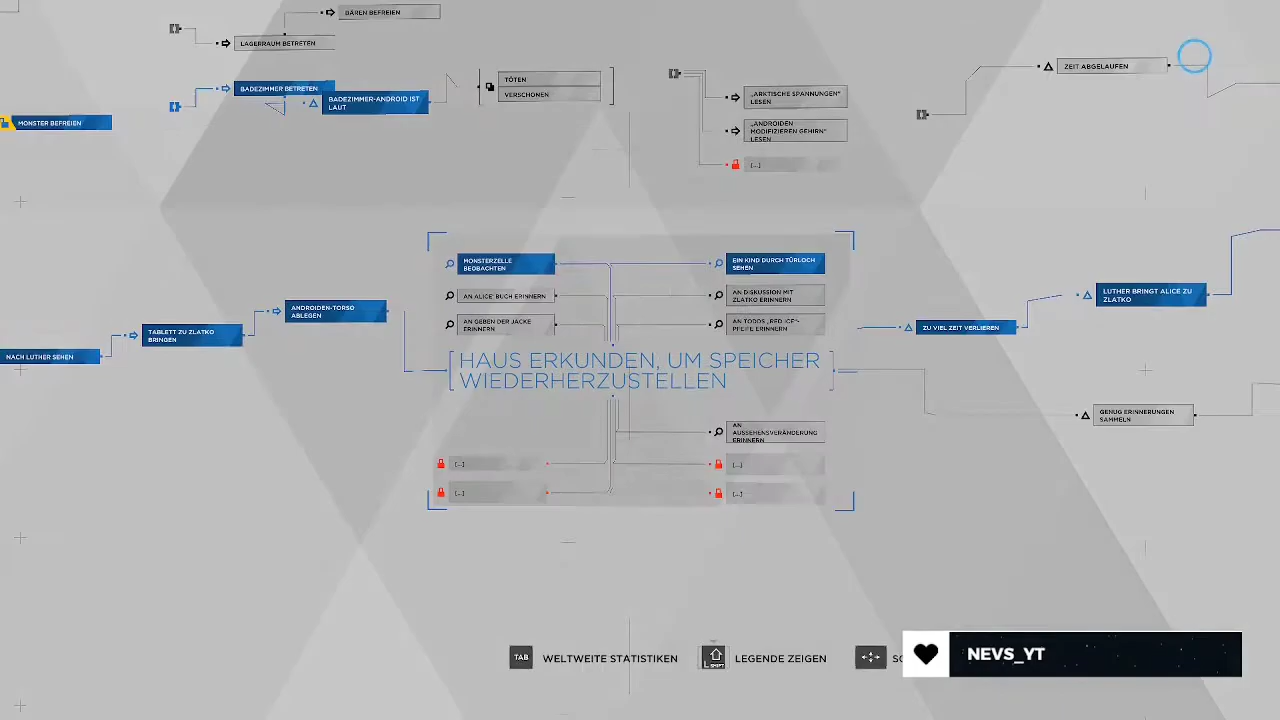 BÄREN BEFREIEN
LAGERRAUM BETRETEN
BADEZIMMER BETRETEN
BADEZIMMER-ANDROID IST
LAUT
MONSTER BEFREIEN
TÖTEN
VERSCHONEN
„ARKTISCHE SPANNUNGEN“
LESEN
„ANDROIDEN
MODIFIZIEREN GEHIRN“
LESEN
[...]
ZEIT ABGELAUFEN
MONSTERZELLE
BEOBACHTEN
EIN KIND DURCH TÜRLOCH
SEHEN
AN ALICE' BUCH ERINNERN
AN DISKUSSION MIT
ZLATKO ERINNERN
AN GEBEN DER JACKE
ERINNERN
AN TODDS „RED ICE“-
PFEIFE ERINNERN
NACH LUTHER SEHEN
TABLETT ZU ZLATKO
BRINGEN
ANDROIDEN-TORSO
ABLEGEN
HAUS ERKUNDEN, UM SPEICHER
WIEDERHERZUSTELLEN
ZU VIEL ZEIT VERLIEREN
LUTHER BRINGT ALICE ZU
ZLATKO
GENUG ERINNERUNGEN
SAMMELN
AN
AUSSEHENSVERÄNDERUNG
ERINNERN
[...]
[...]
[...]
[...]
TAB
WELTWEITE STATISTIKEN
L SHIFT
LEGENDE ZEIGEN
NEVS_YT